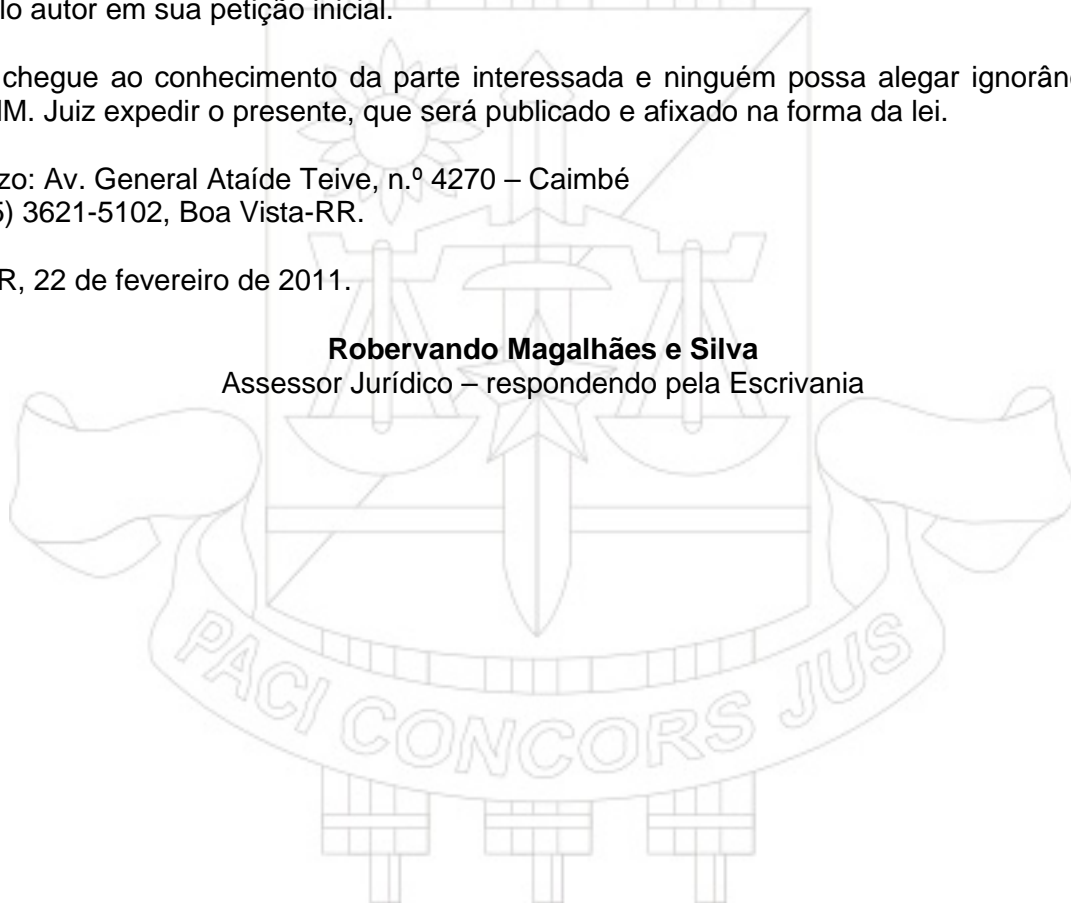 lo autor em sua petição inicial.
chegue ao conhecimento da parte interessada e ninguém possa alegar ignorân
IM. Juiz expedir o presente, que será publicado e afixado na forma da lei.
zo: Av. General Ataíde Teive, n.º 4270 – Caimbé
5) 3621-5102, Boa Vista-RR.
R, 22 de fevereiro de 2011.
Robervando Magalhães e Silva
Assessor Jurídico – respondendo pela Escrivania
PACI CONCORS JUS